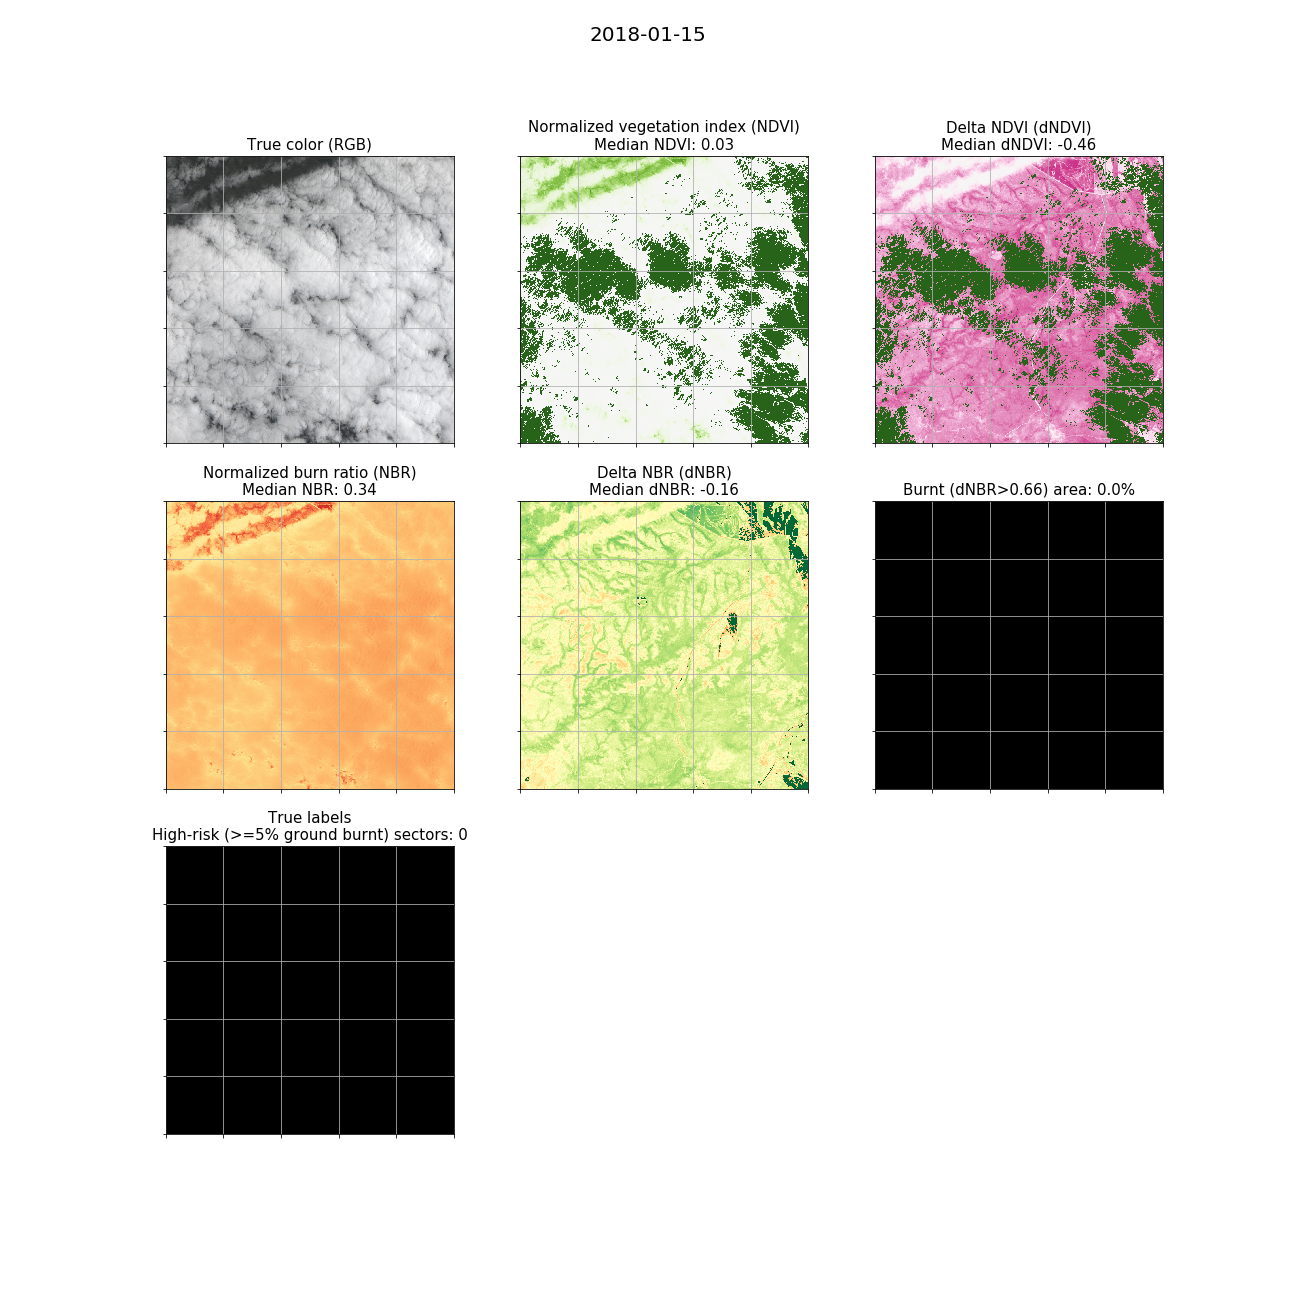 2018-01-15
True color (RGB)
Normalized vegetation index (NDVI)
Median NDVI: 0.03
Delta NDVI (dNDVI)
Median dNDVI: -0.46
Normalized burn ratio (NBR)
Median NBR: 0.34
Delta NBR (dNBR)
Median dNBR: -0.16
Burnt (dNBR>0.66) area: 0.0%
True labels
High-risk (>=5% ground burnt) sectors: 0